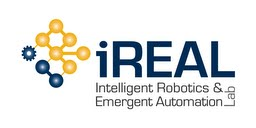 iREAL
Intelligent Robotics &
Emergent Automation
Lab